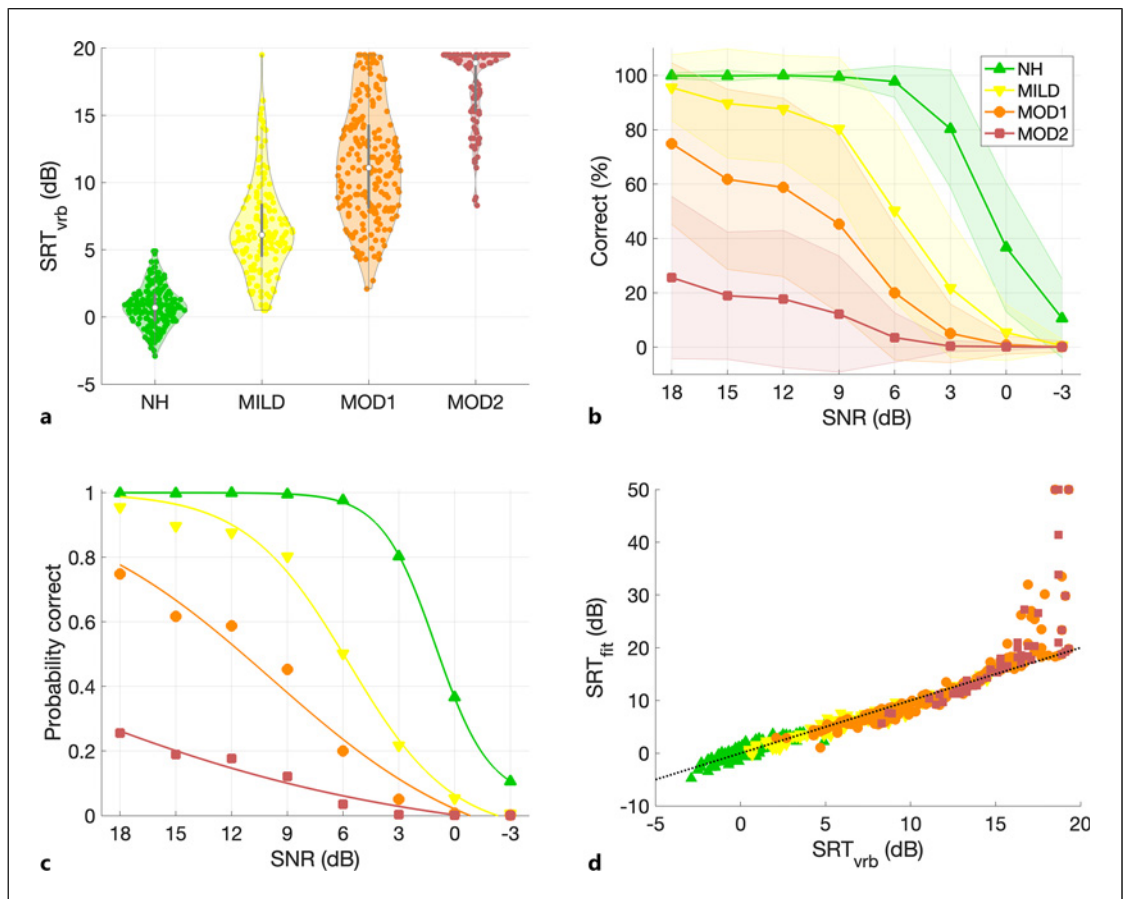 20
15
10
5
0
-5
SRTvrb (dB)
NH MILD MOD1 MOD2
a
100
80
60
40
20
0
Correct (%)
NH
MILD
MOD1
MOD2
18 15 12 9 6 3 0 -3
SNR (dB)
b
1
0.8
0.6
0.4
0.2
0
Probability correct
18 15 12 9 6 3 0 -3
SNR (dB)
c
50
40
30
20
10
0
-10
SRTfit (dB)
-5 0 5 10 15 20
SRTvrb (dB)
d